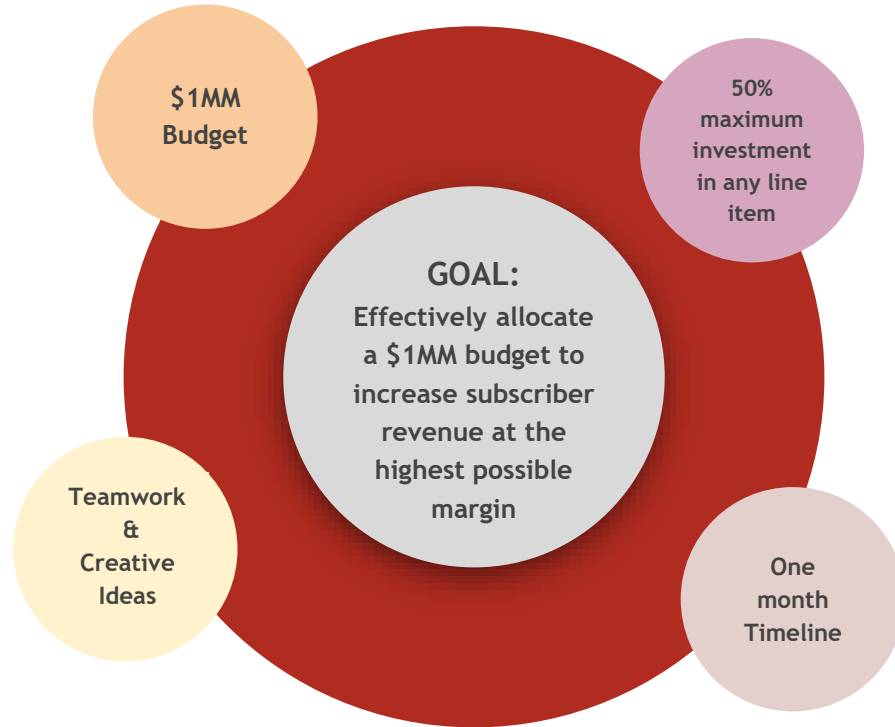 $1MM
Budget
50%
maximum
investment
in any line
item
GOAL:
Effectively allocate
a $1MM budget to
increase subscriber
revenue at the
highest possible
margin
Teamwork
&
Creative
Ideas
One
month
Timeline